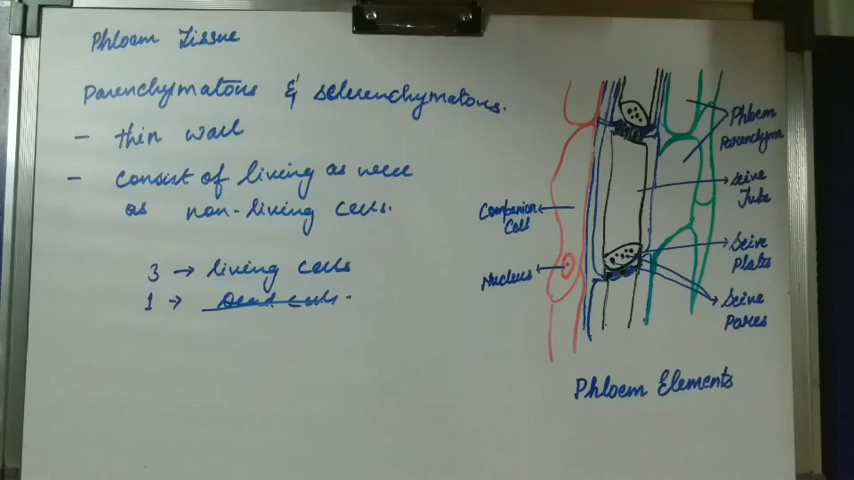 Phloem Tissue
Parenchymatous & sclerenchymatous.
- thin wall
- consist of living as well
as non-living cells.
3 → living cells
1 → Dead cells.
Phloem
Parenchyma
Seive
Tube
Companion
Cell
Seive
Plates
Nucleus
Seive
Pores
Phloem Elements